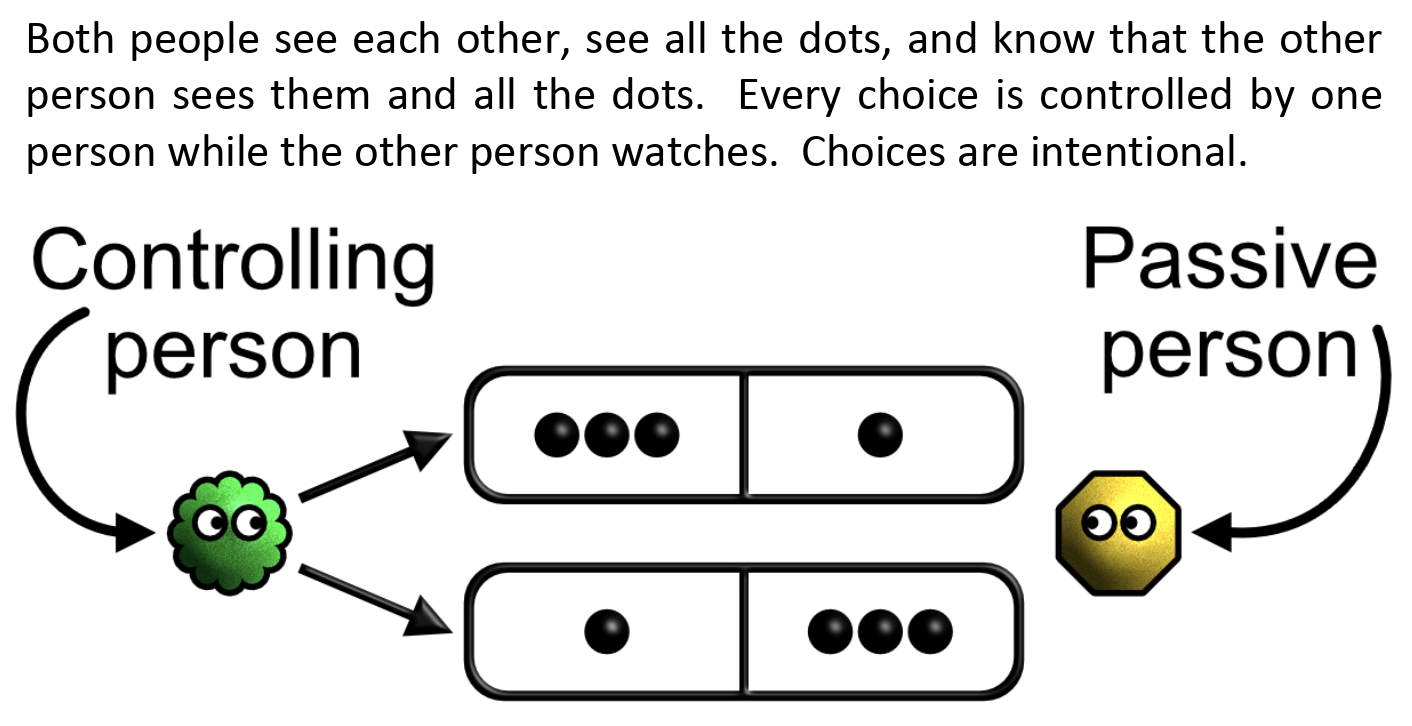 Both people see each other, see all the dots, and know that the other
person sees them and all the dots.  Every choice is controlled by one
person while the other person watches.  Choices are intentional.
Controlling
person
Passive
person